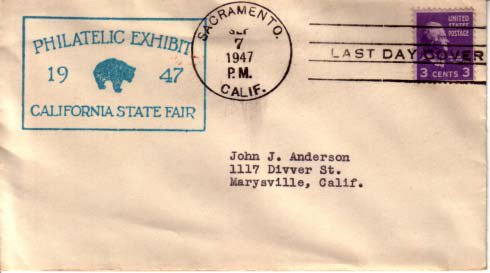 PHILATELIC EXHIBIT
19 47
CALIFORNIA STATE FAIR
SACRAMENTO.
SEP
7
1947
P.M.
CALIF.
LAST DAY COVER
UNITED
STATES
POSTAGE
3 CENTS 3
John J. Anderson
1117 Divver St.
Marysville, Calif.